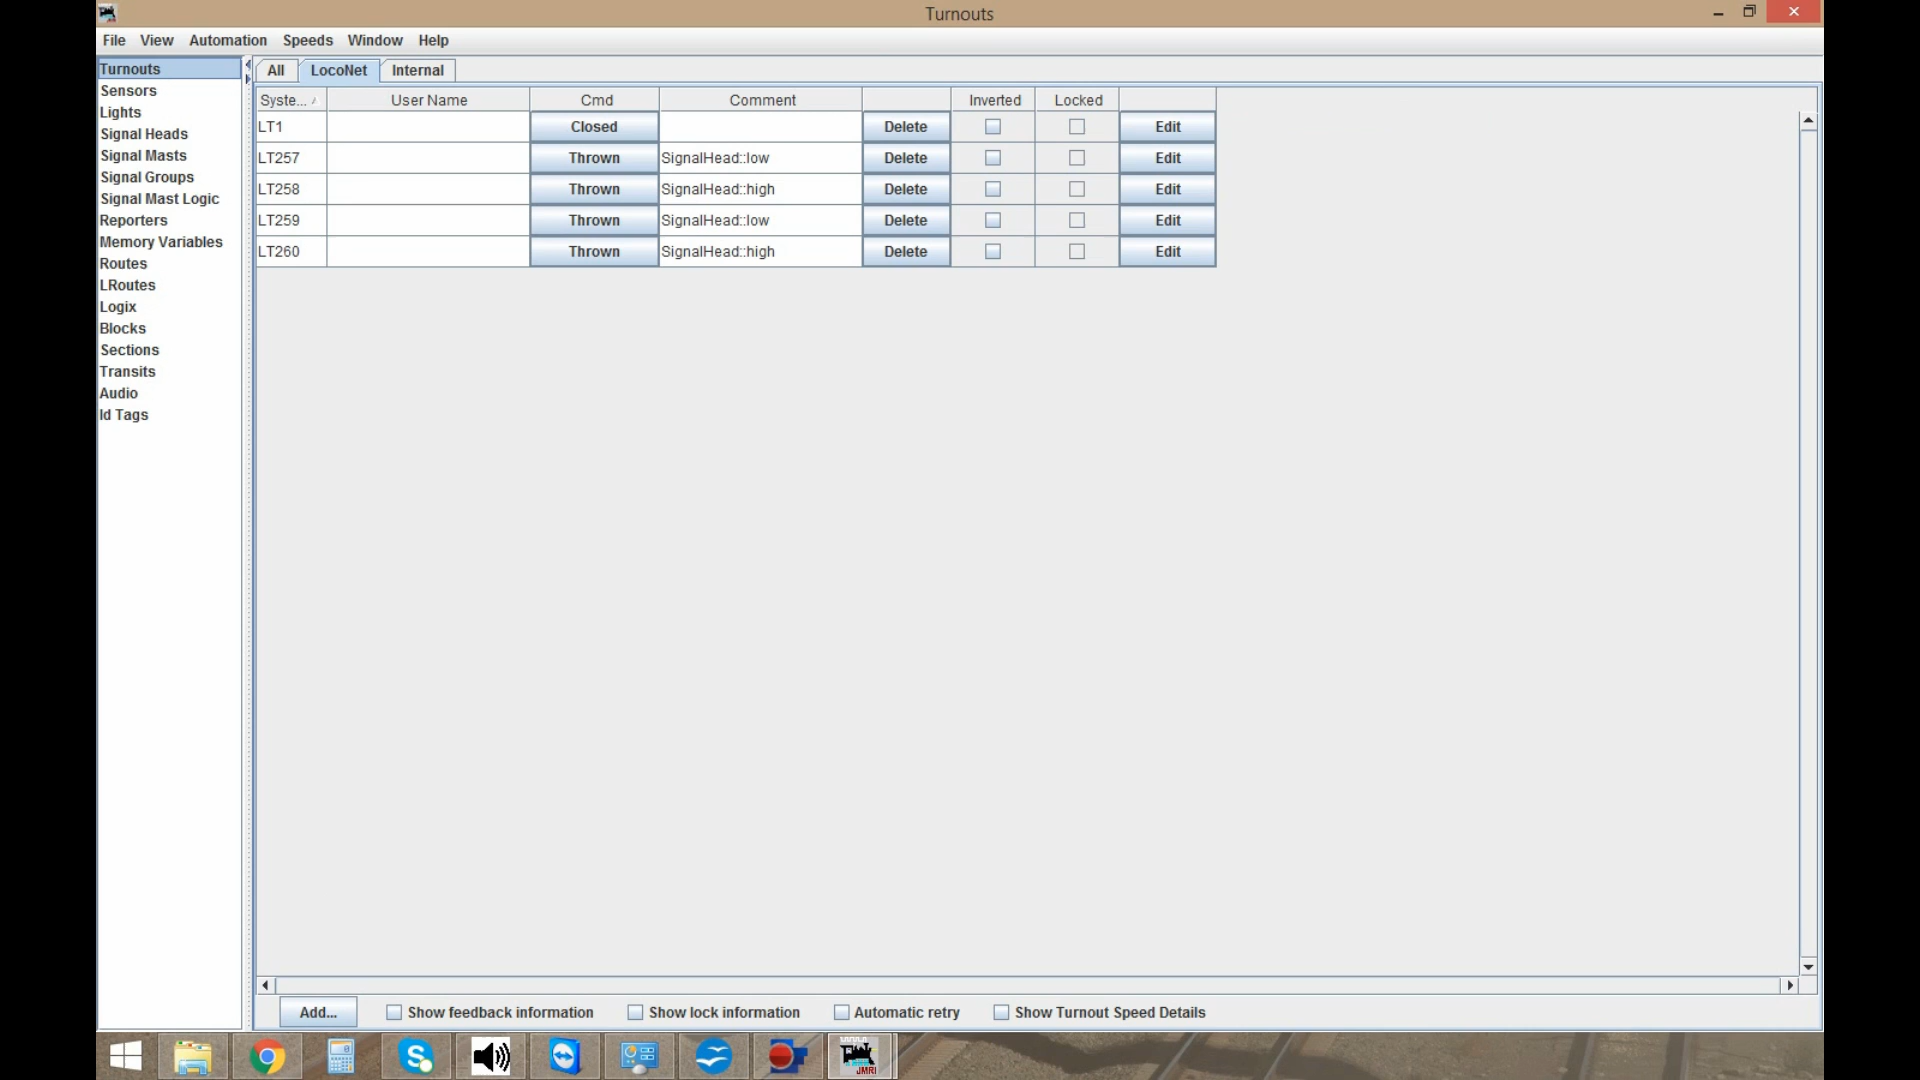 Turnouts
File View Automation Speeds Window Help
Turnouts
Sensors
Lights
Signal Heads
Signal Masts
Signal Groups
Signal Mast Logic
Reporters
Memory Variables
Routes
LRoutes
Logix
Blocks
Sections
Transits
Audio
Id Tags
All LocoNet Internal
Syste... User Name Cmd Comment Inverted Locked
LT1 Closed Delete Edit
LT257 Thrown SignalHead::low Delete Edit
LT258 Thrown SignalHead::high Delete Edit
LT259 Thrown SignalHead::low Delete Edit
LT260 Thrown SignalHead::high Delete Edit
Add... Show feedback information Show lock information Automatic retry Show Turnout Speed Details
JMRI